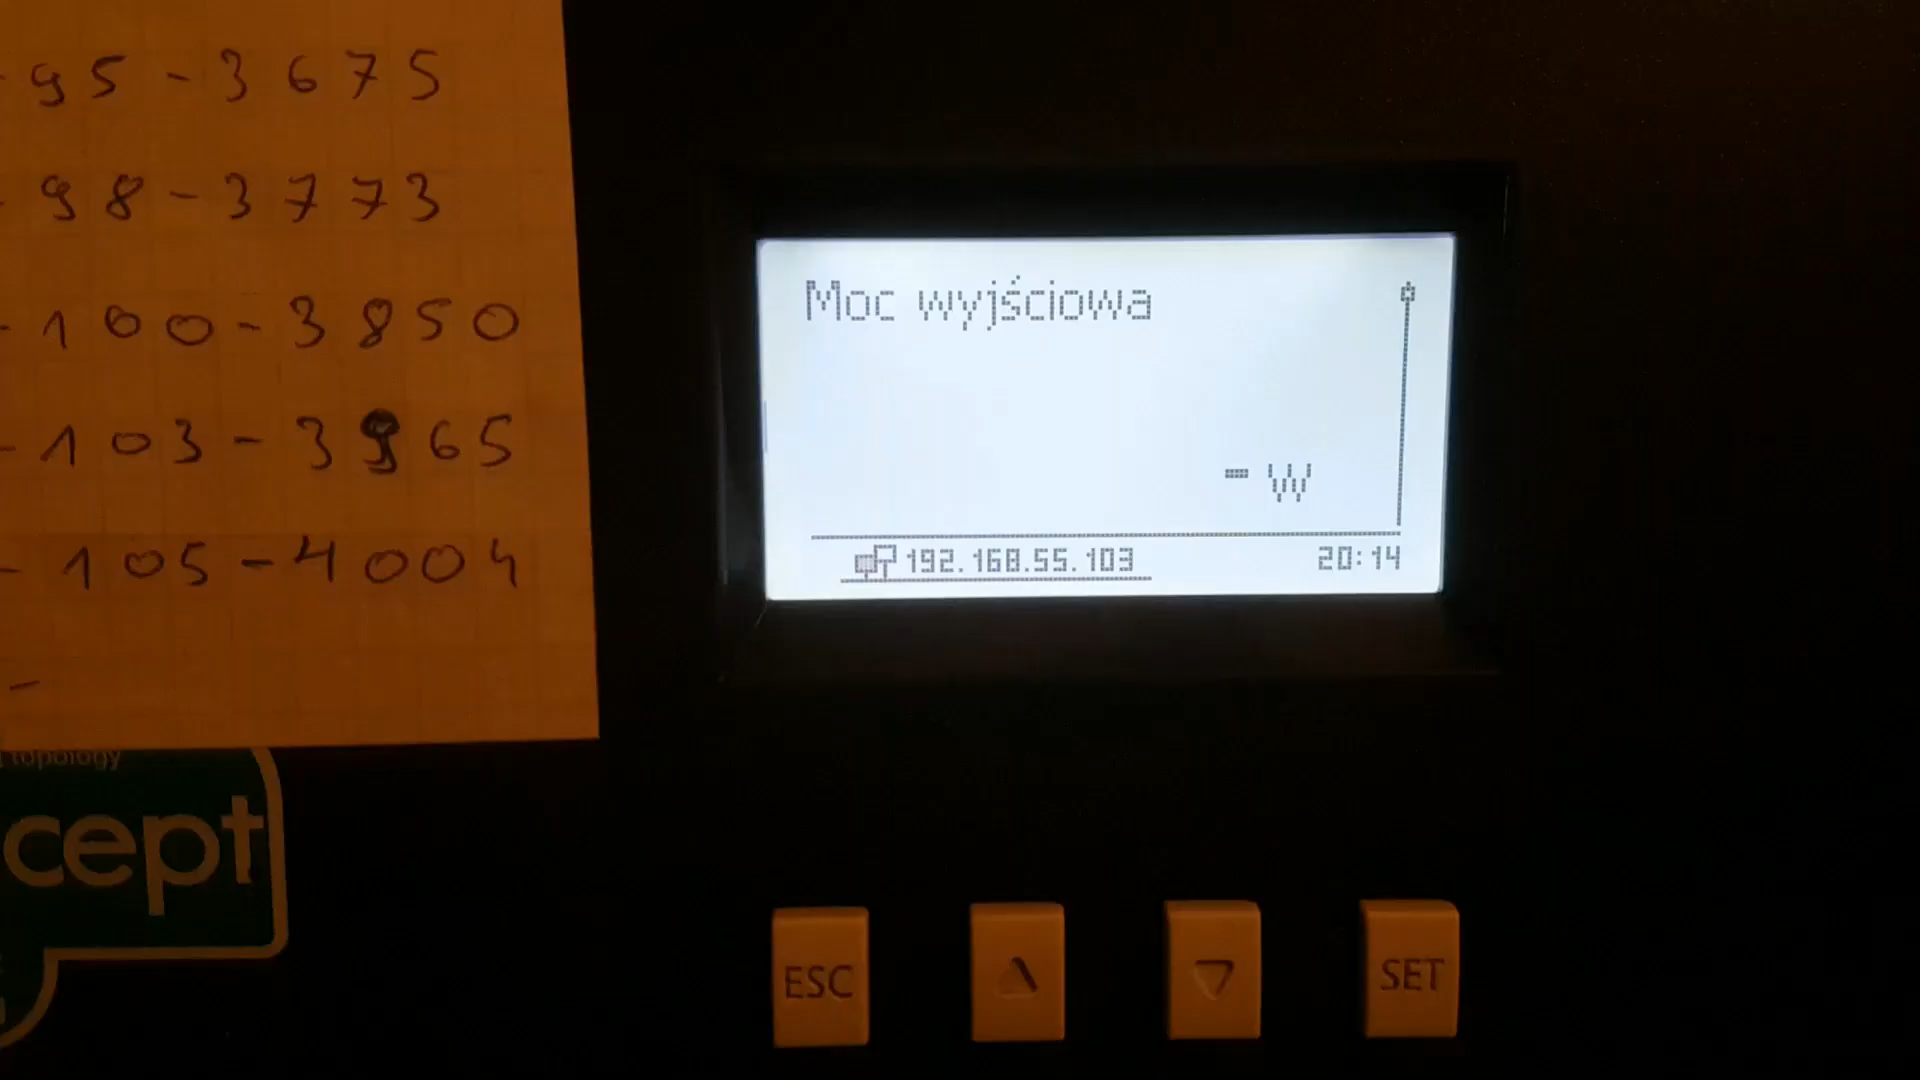 - 95 - 3675
- 98 - 3773
- 100 - 3850
- 103 - 3965
- 105 - 4004
-
topology
cept
Moc wyjściowa
- W
192.168.55.103 20:14
ESC SET